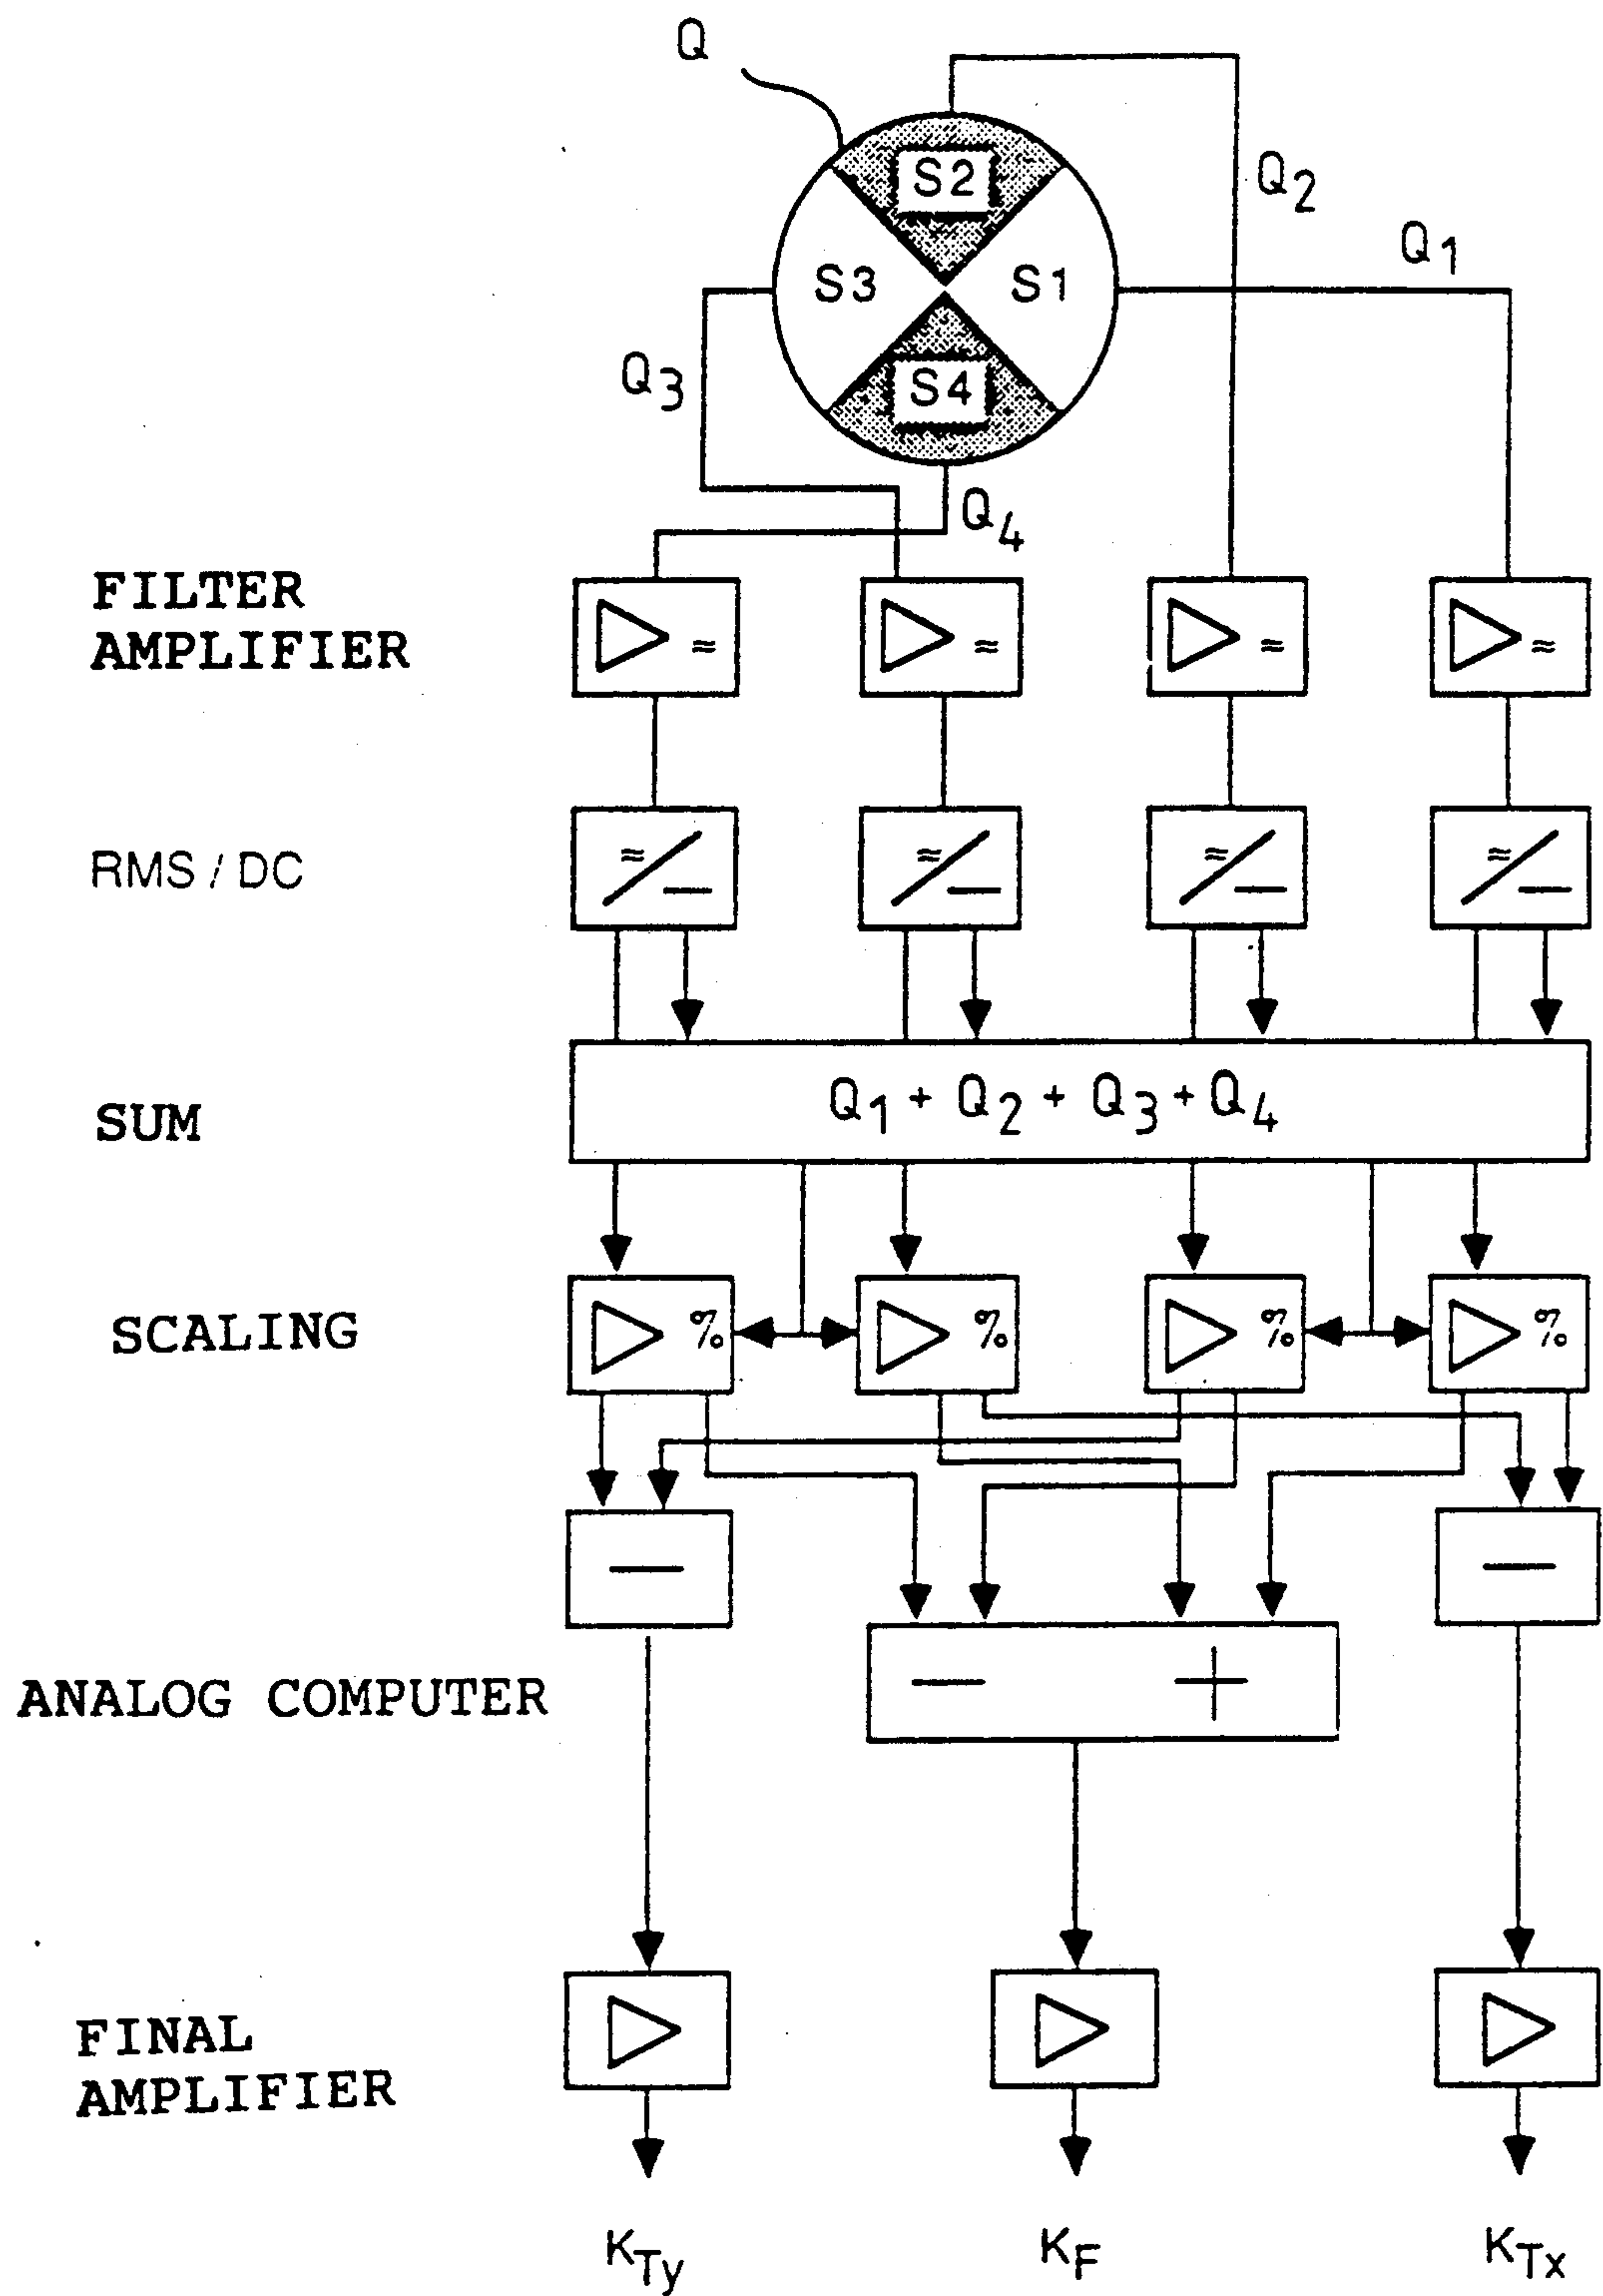 Q
S2
Q2
Q1
S3
S1
Q3
S4
Q4
FILTER
AMPLIFIER
≈ ≈ ≈ ≈
RMS / DC
≈ ≈ ≈ ≈
SUM
Q1 + Q2 + Q3 + Q4
SCALING
% % % %
— —
ANALOG COMPUTER
— +
FINAL
AMPLIFIER
KTy
KF
KTx